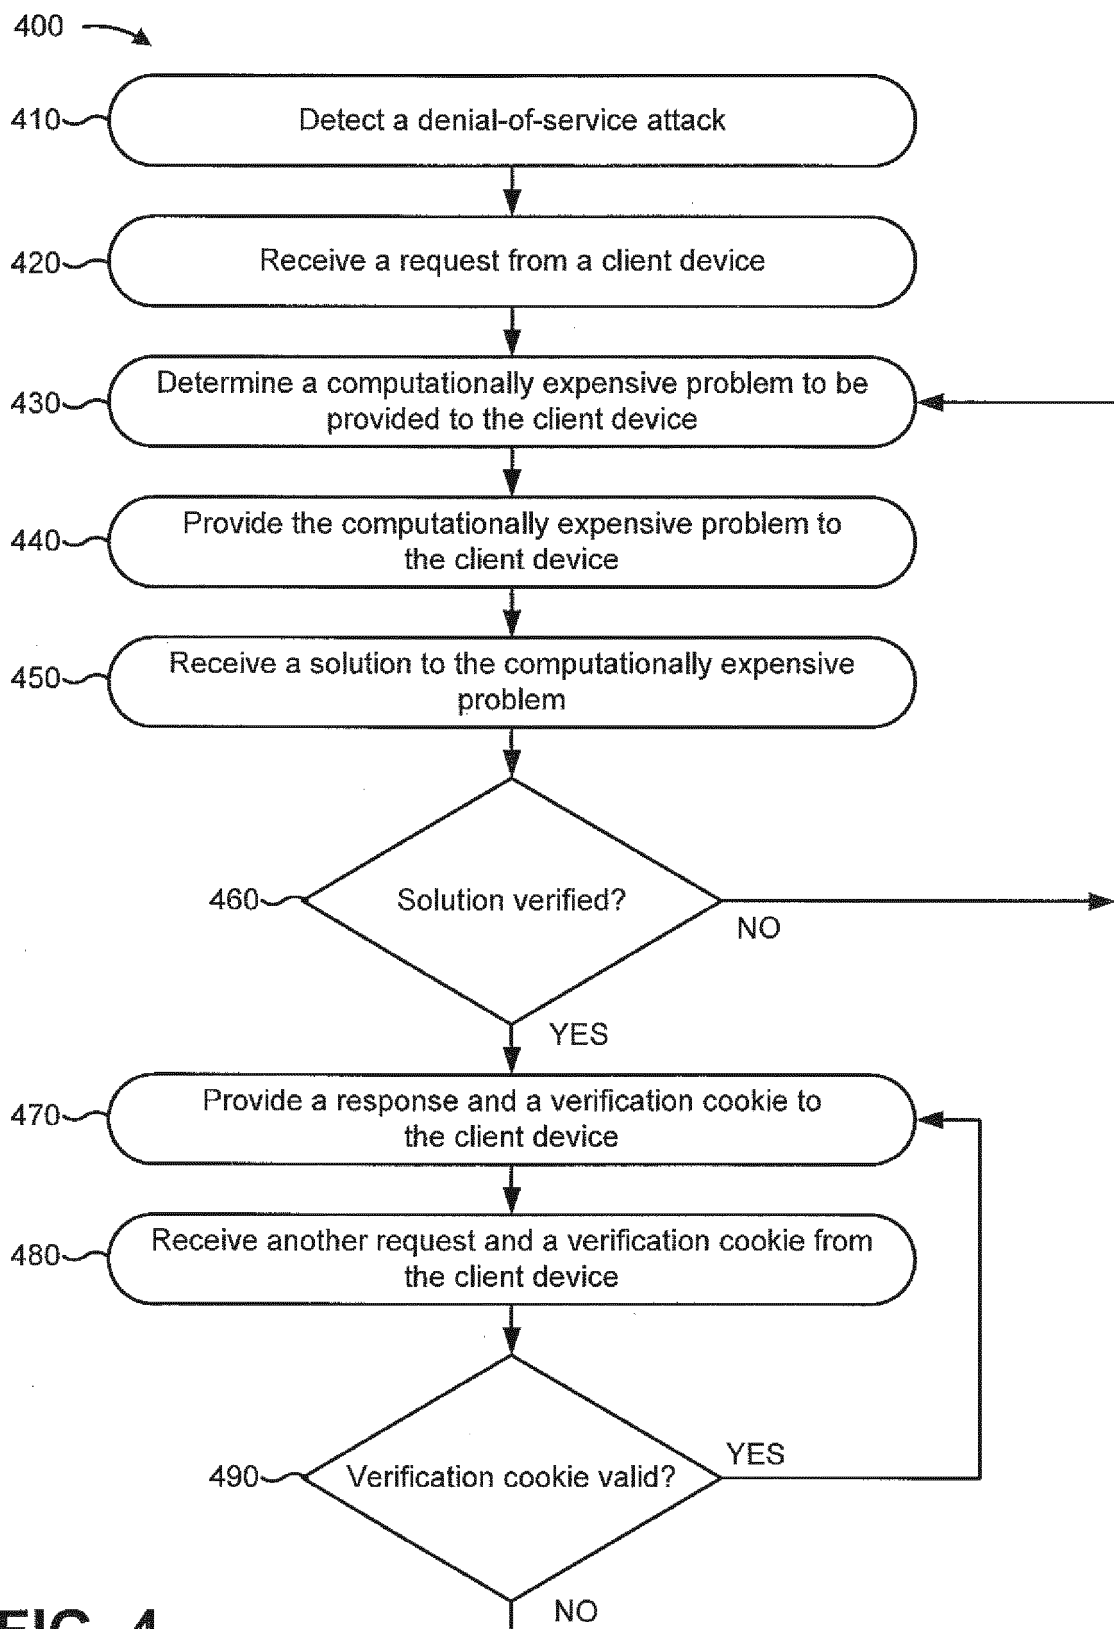 400
410
Detect a denial-of-service attack
420
Receive a request from a client device
430
Determine a computationally expensive problem to be
provided to the client device
440
Provide the computationally expensive problem to
the client device
450
Receive a solution to the computationally expensive
problem
460
Solution verified?
NO
YES
470
Provide a response and a verification cookie to
the client device
480
Receive another request and a verification cookie from
the client device
490
Verification cookie valid?
YES
NO
FIG. 4